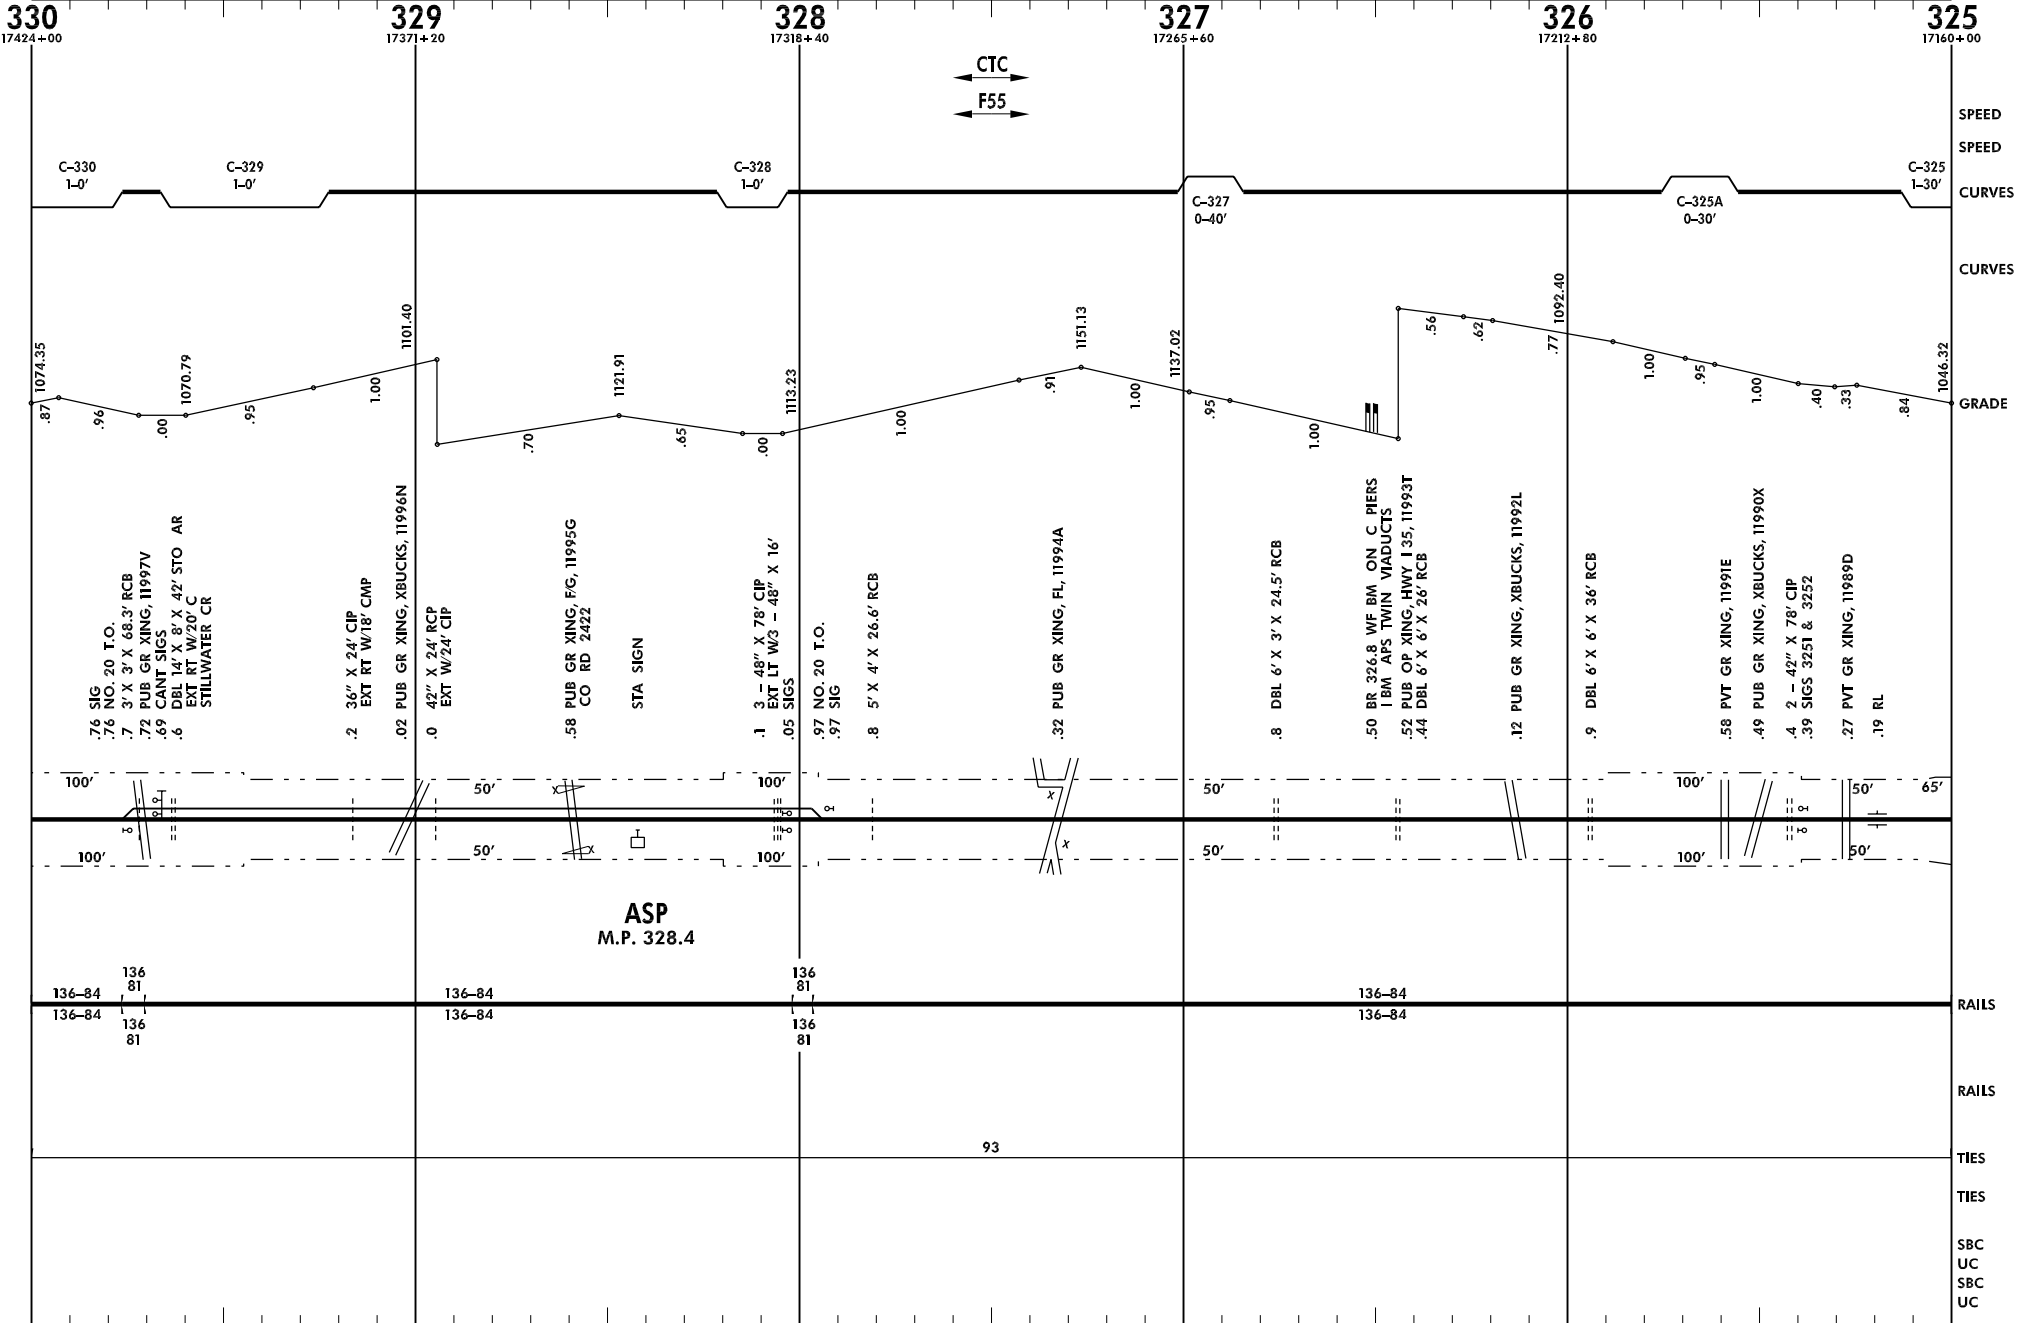 330 329 328 327 326 325
17424+00 17371+20 17318+40 17265+60 17212+80 17160+00
CTC
F55
SPEED
SPEED
C-330
1-0'
C-329
1-0'
C-328
1-0'
C-327
0-40'
C-325A
0-30'
C-325
1-30'
CURVES
CURVES
1074.35
1070.79
1101.40
1121.91
1113.23
1151.13
1137.02
1092.40
1046.32
.87
.96
.00
.95
1.00
.70
.65
.00
1.00
.91
1.00
.95
1.00
.56
.62
.77
1.00
.95
1.00
.40
.33
.84
GRADE
.76 SIG
.76 NO. 20 T.O.
.7 3' X 3' X 68.3' RCB
.72 PUB GR XING, 11997V
.69 CANT SIGS
.6 DBL 14' X 8' X 42' STO AR
EXT RT W/20' C
STILLWATER CR
.2 36" X 24' CIP
EXT RT W/18' CMP
.02 PUB GR XING, XBUCKS, 11996N
.0 42" X 24' RCP
EXT W/24' CIP
.58 PUB GR XING, F/G, 11995G
CO RD 2422
STA SIGN
.1 3 - 48" X 78' CIP
EXT LT W/3 - 48" X 16'
.05 SIGS
.97 NO. 20 T.O.
.97 SIG
.8 5' X 4' X 26.6' RCB
.32 PUB GR XING, FL, 11994A
.8 DBL 6' X 3' X 24.5' RCB
.50 BR 326.8 WF BM ON C PIERS
I BM APS TWIN VIADUCTS
.52 PUB OP XING, HWY I 35, 11993T
.44 DBL 6' X 6' X 26' RCB
.12 PUB GR XING, XBUCKS, 11992L
.9 DBL 6' X 6' X 36' RCB
.58 PVT GR XING, 11991E
.49 PUB GR XING, XBUCKS, 11990X
.4 2 - 42" X 78' CIP
.39 SIGS 3251 & 3252
.27 PVT GR XING, 11989D
.19 RL
100' 50' 100' 50' 100' 50' 65'
X
X
X
X
100' 50' 100' 50' 100' 50'
ASP
M.P. 328.4
136
81
136
81
136-84 136-84 136-84
136-84 136-84 136-84
136
81
136
81
RAILS
RAILS
93
TIES
TIES
SBC
UC
SBC
UC